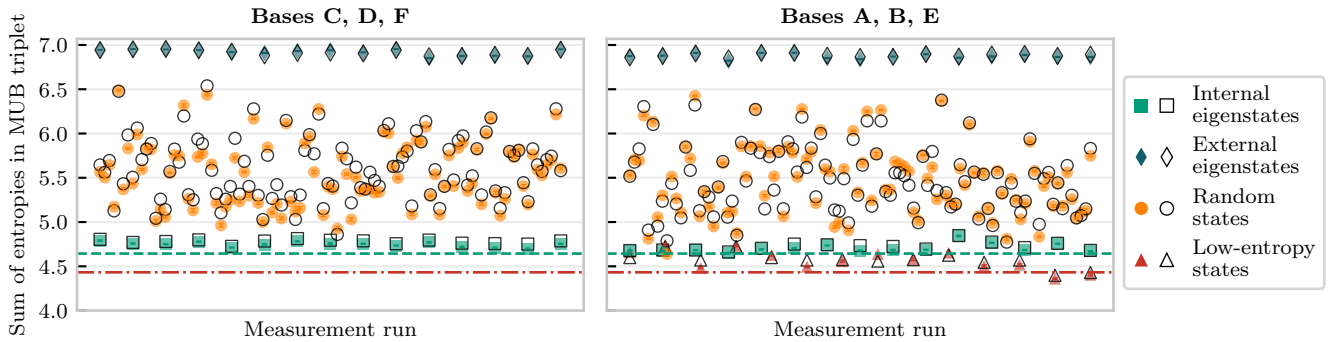 Bases C, D, F
Bases A, B, E
Sum of entropies in MUB triplet
7.0
6.5
6.0
5.5
5.0
4.5
4.0
Measurement run
Measurement run
Internal
eigenstates
External
eigenstates
Random
states
Low-entropy
states